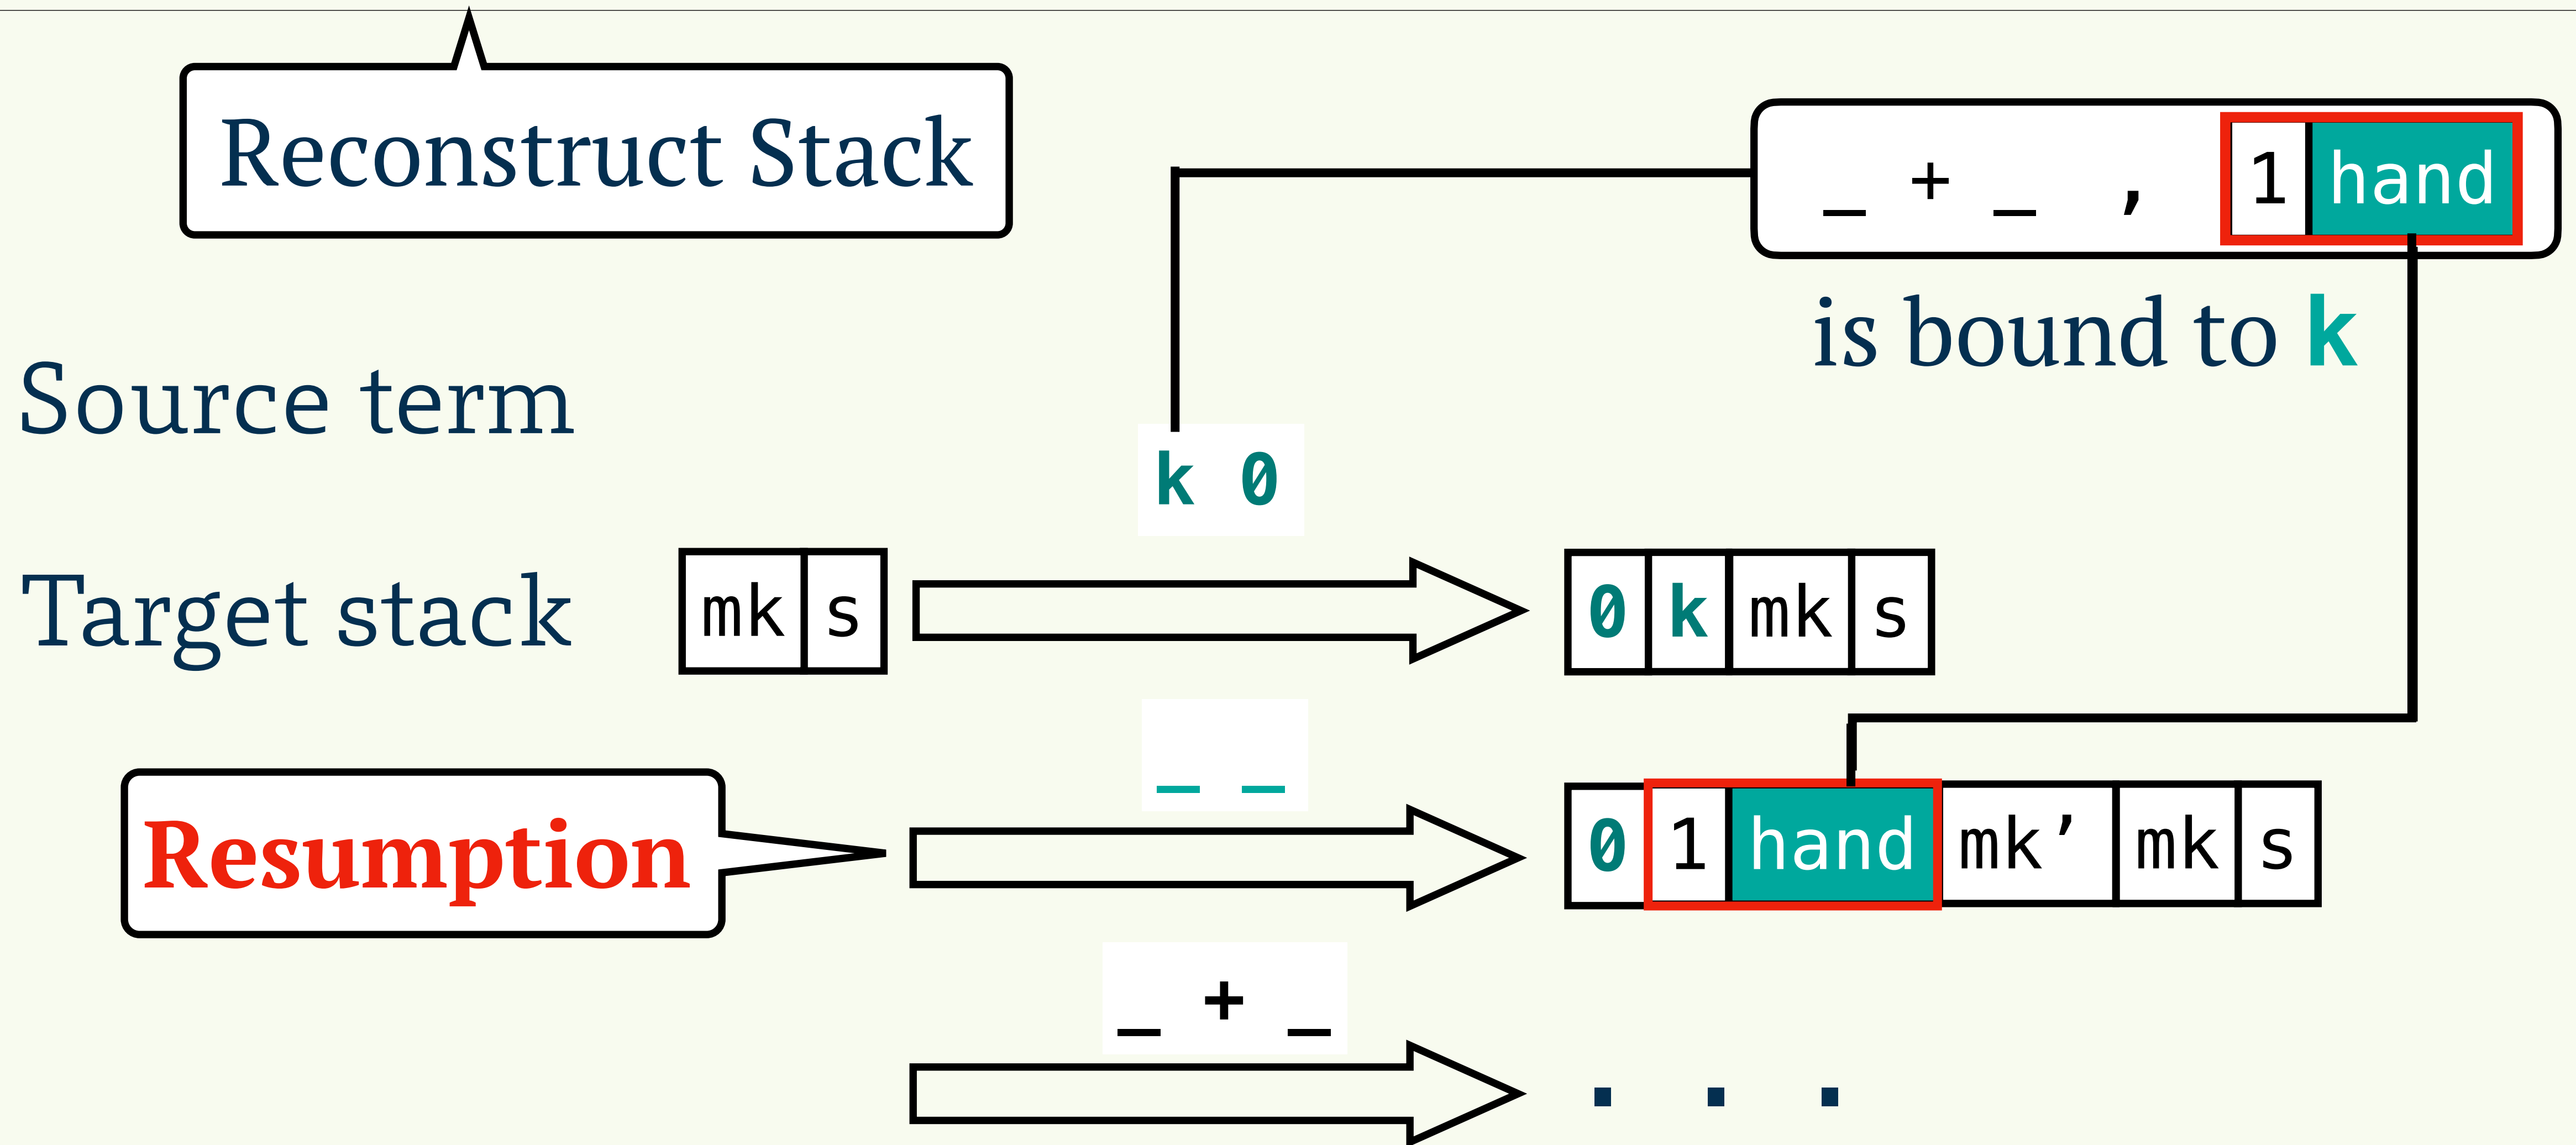 Reconstruct Stack
_ + _ , 1 hand
is bound to k
Source term
k 0
Target stack
mk s
0 k mk s
_ _
Resumption
0 1 hand mk’ mk s
_ + _
. . .